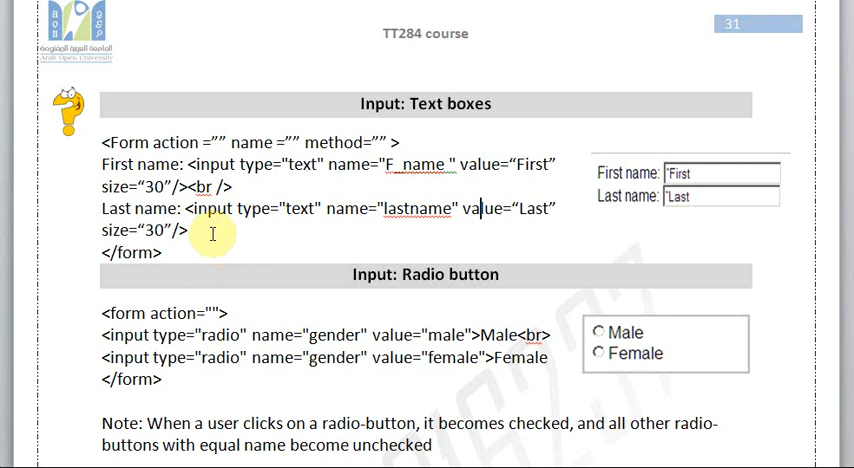 الجامعة العربية المفتوحة
Arab Open University
TT284 course
31
Input: Text boxes
<Form action =”” name =”” method=”” >
First name: <input type="text" name="F_name " value=“First”
size=“30”/><br />
Last name: <input type="text" name="lastname" value=“Last”
size=“30”/>
</form>
First name: “First
Last name: “Last
Input: Radio button
<form action="">
<input type="radio" name="gender" value="male">Male<br>
<input type="radio" name="gender" value="female">Female
</form>
Male
Female
Note: When a user clicks on a radio-button, it becomes checked, and all other radio-
buttons with equal name become unchecked